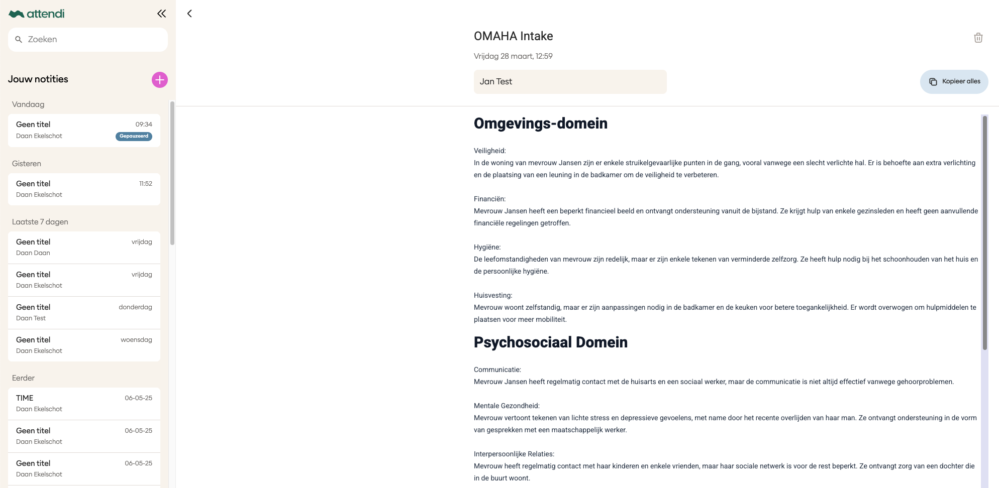 attendi
Zoeken
Jouw notities
Vandaag
Geen titel 09:34
Daan Ekelschot Gepauzeerd
Gisteren
Geen titel 11:52
Daan Ekelschot
Laatste 7 dagen
Geen titel vrijdag
Daan Daan
Geen titel vrijdag
Daan Ekelschot
Geen titel donderdag
Daan Test
Geen titel woensdag
Daan Ekelschot
Eerder
TIME 06-05-25
Daan Ekelschot
Geen titel 06-05-25
Daan Ekelschot
Geen titel 06-05-25
Daan Ekelschot
OMAHA Intake
Vrijdag 28 maart, 12:59
Jan Test
Kopieer alles
Omgevings-domein
Veiligheid:
In de woning van mevrouw Jansen zijn er enkele struikelgevaarlijke punten in de gang, vooral vanwege een slecht verlichte hal. Er is behoefte aan extra verlichting
en de plaatsing van een leuning in de badkamer om de veiligheid te verbeteren.
Financiën:
Mevrouw Jansen heeft een beperkt financieel beeld en ontvangt ondersteuning vanuit de bijstand. Ze krijgt hulp van enkele gezinsleden en heeft geen aanvullende
financiële regelingen getroffen.
Hygiëne:
De leefomstandigheden van mevrouw zijn redelijk, maar er zijn enkele tekenen van verminderde zelfzorg. Ze heeft hulp nodig bij het schoonhouden van het huis en
de persoonlijke hygiëne.
Huisvesting:
Mevrouw woont zelfstandig, maar er zijn aanpassingen nodig in de badkamer en de keuken voor betere toegankelijkheid. Er wordt overwogen om hulpmiddelen te
plaatsen voor meer mobiliteit.
Psychosociaal Domein
Communicatie:
Mevrouw Jansen heeft regelmatig contact met de huisarts en een sociaal werker, maar de communicatie is niet altijd effectief vanwege gehoorproblemen.
Mentale Gezondheid:
Mevrouw vertoont tekenen van lichte stress en depressieve gevoelens, met name door het recente overlijden van haar man. Ze ontvangt ondersteuning in de vorm
van gesprekken met een maatschappelijk werker.
Interpersoonlijke Relaties:
Mevrouw heeft regelmatig contact met haar kinderen en enkele vrienden, maar haar sociale netwerk is voor de rest beperkt. Ze ontvangt zorg van een dochter die
in de buurt woont.